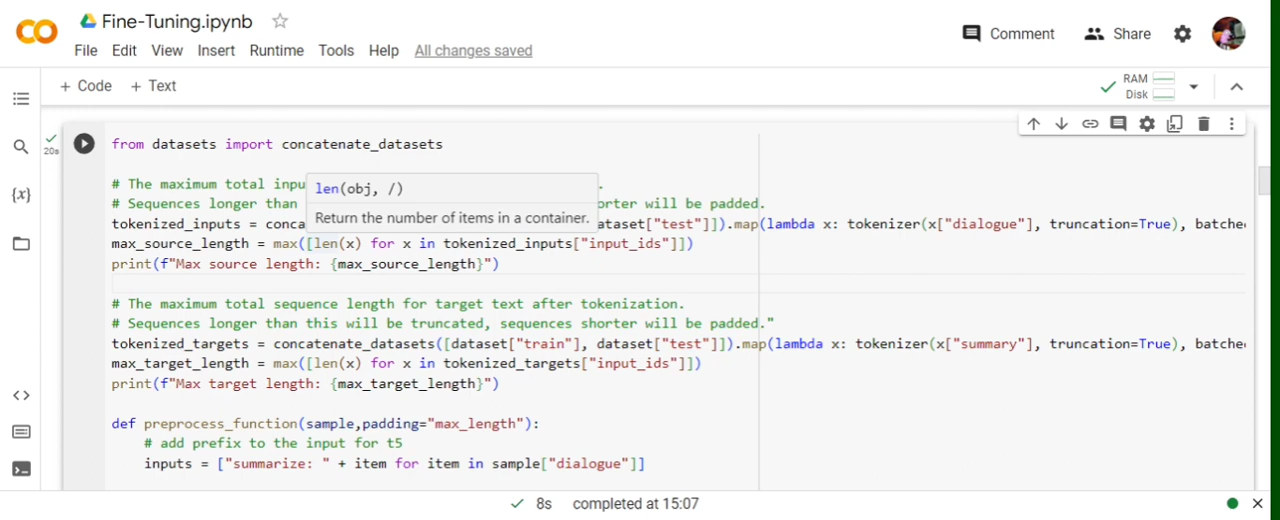 Fine-Tuning.ipynb
File Edit View Insert Runtime Tools Help All changes saved
Comment Share
+ Code + Text
RAM
Disk
20s
from datasets import concatenate_datasets
# The maximum total inpu .
# Sequences longer than orter will be padded.
len(obj, /)
Return the number of items in a container.
tokenized_inputs = conca ataset["test"]]).map(lambda x: tokenizer(x["dialogue"], truncation=True), batche
max_source_length = max([len(x) for x in tokenized_inputs["input_ids"]])
print(f"Max source length: {max_source_length}")
# The maximum total sequence length for target text after tokenization.
# Sequences longer than this will be truncated, sequences shorter will be padded."
tokenized_targets = concatenate_datasets([dataset["train"], dataset["test"]]).map(lambda x: tokenizer(x["summary"], truncation=True), batche
max_target_length = max([len(x) for x in tokenized_targets["input_ids"]])
print(f"Max target length: {max_target_length}")
def preprocess_function(sample,padding="max_length"):
# add prefix to the input for t5
inputs = ["summarize: " + item for item in sample["dialogue"]]
8s completed at 15:07